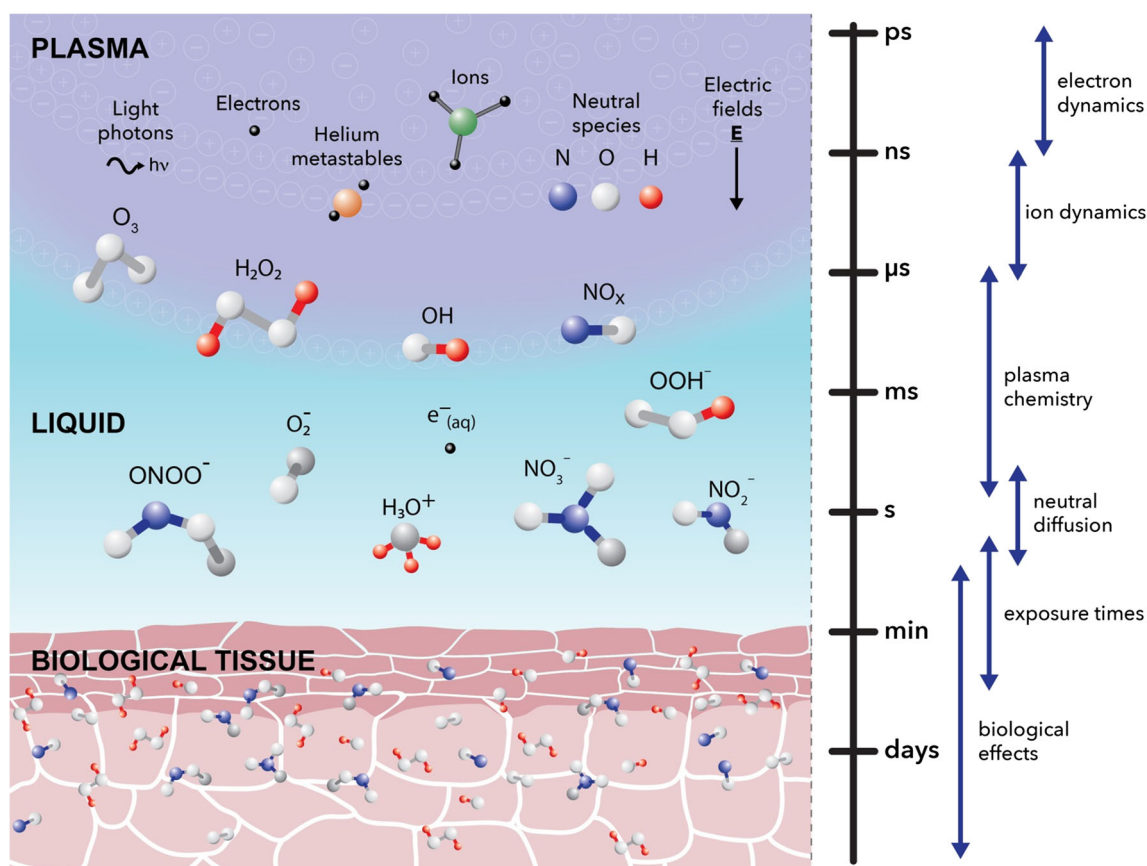 PLASMA
Light
photons
hν
Electrons
Helium
metastables
Ions
Neutral
species
N O H
Electric
fields
E
O₃
H₂O₂
OH
NOₓ
LIQUID
OOH⁻
O₂⁻
e⁻(aq)
ONOO⁻
H₃O⁺
NO₃⁻
NO₂⁻
BIOLOGICAL TISSUE
ps
ns
µs
ms
s
min
days
electron
dynamics
ion dynamics
plasma
chemistry
neutral
diffusion
exposure times
biological
effects